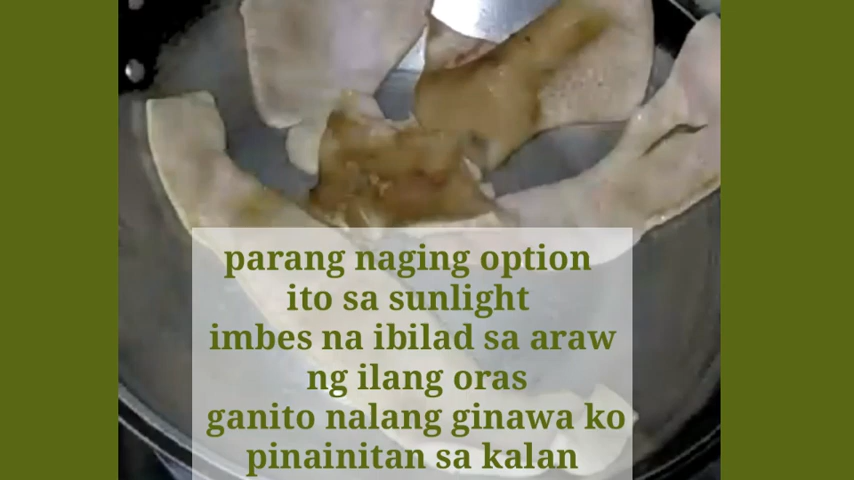 parang naging option
ito sa sunlight
imbes na ibilad sa araw
ng ilang oras
ganito nalang ginawa ko
pinainitan sa kalan